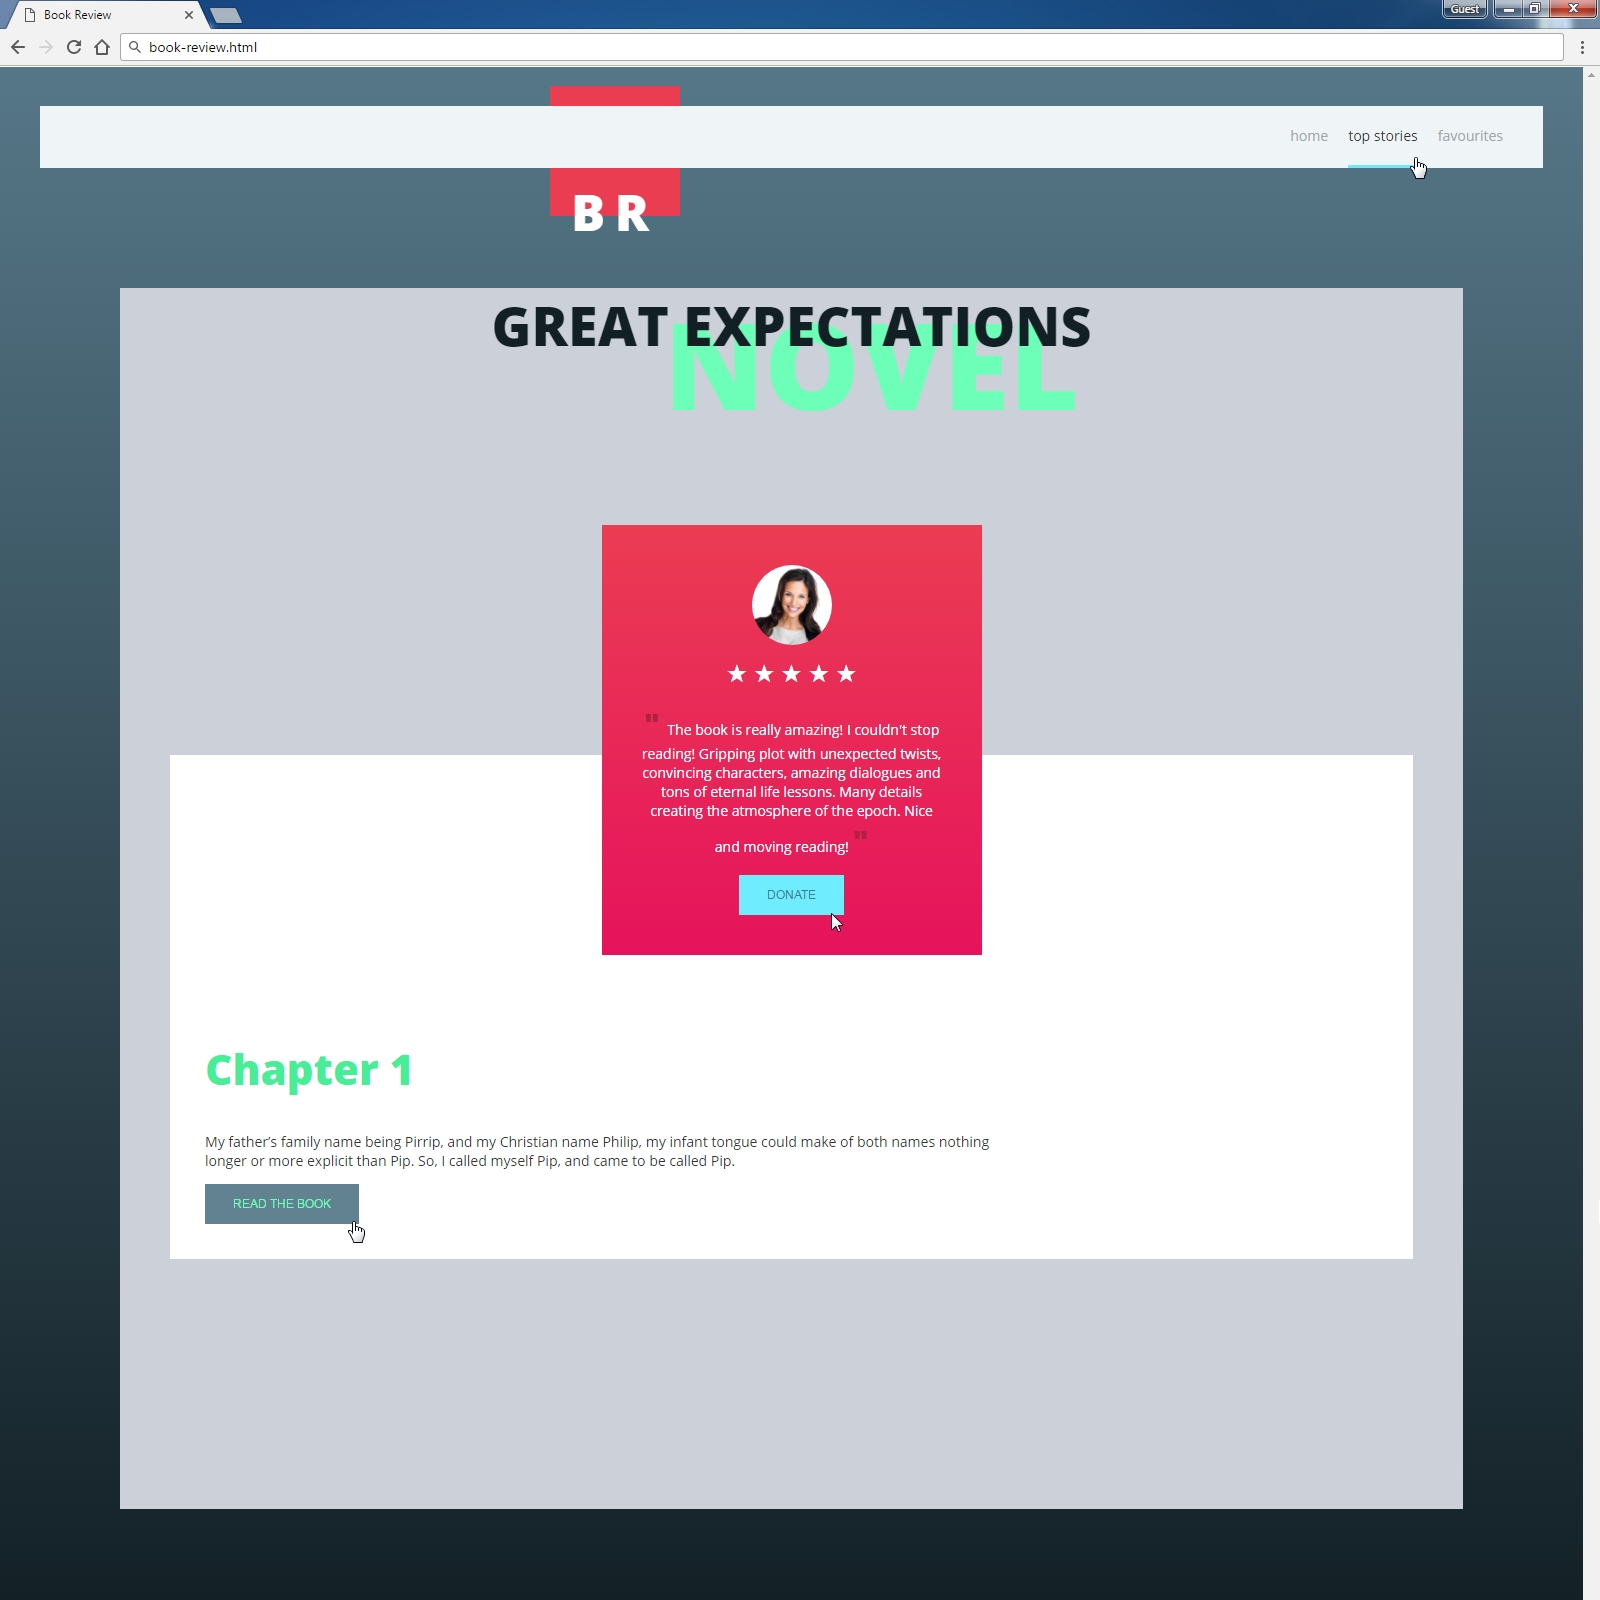 Book Review
Guest
book-review.html
home top stories favourites
B R
GREAT EXPECTATIONS
NOVEL
★ ★ ★ ★ ★
" The book is really amazing! I couldn't stop
reading! Gripping plot with unexpected twists,
convincing characters, amazing dialogues and
tons of eternal life lessons. Many details
creating the atmosphere of the epoch. Nice
and moving reading! "
DONATE
Chapter 1
My father’s family name being Pirrip, and my Christian name Philip, my infant tongue could make of both names nothing
longer or more explicit than Pip. So, I called myself Pip, and came to be called Pip.
READ THE BOOK